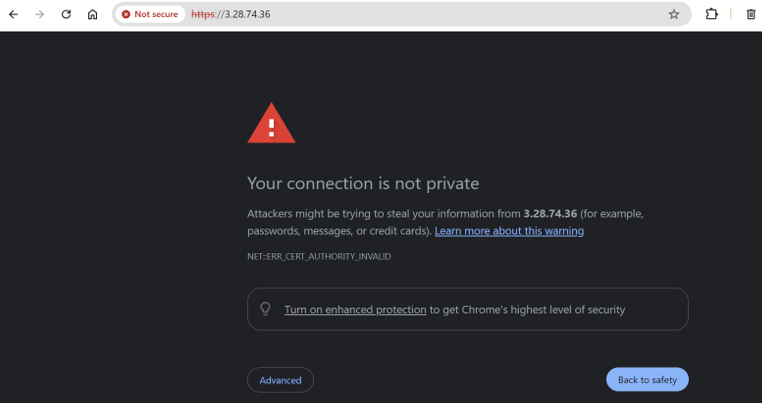 Not secure https://3.28.74.36
Your connection is not private
Attackers might be trying to steal your information from 3.28.74.36 (for example,
passwords, messages, or credit cards). Learn more about this warning
NET::ERR_CERT_AUTHORITY_INVALID
Turn on enhanced protection to get Chrome's highest level of security
Advanced
Back to safety